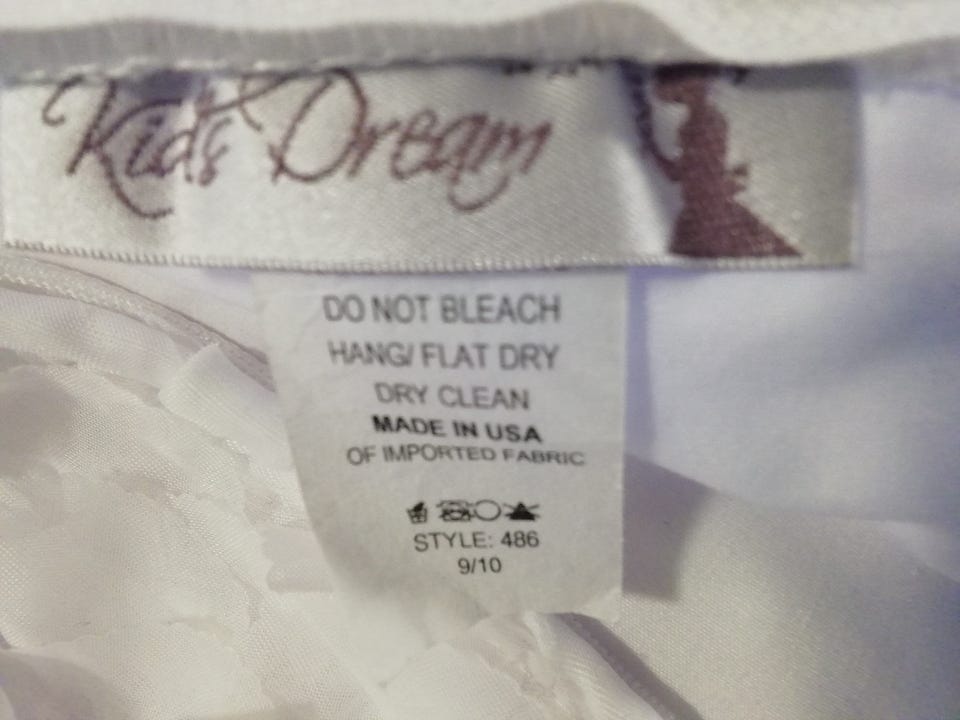 Kid's Dream
DO NOT BLEACH
HANG/ FLAT DRY
DRY CLEAN
MADE IN USA
OF IMPORTED FABRIC
STYLE: 486
9/10